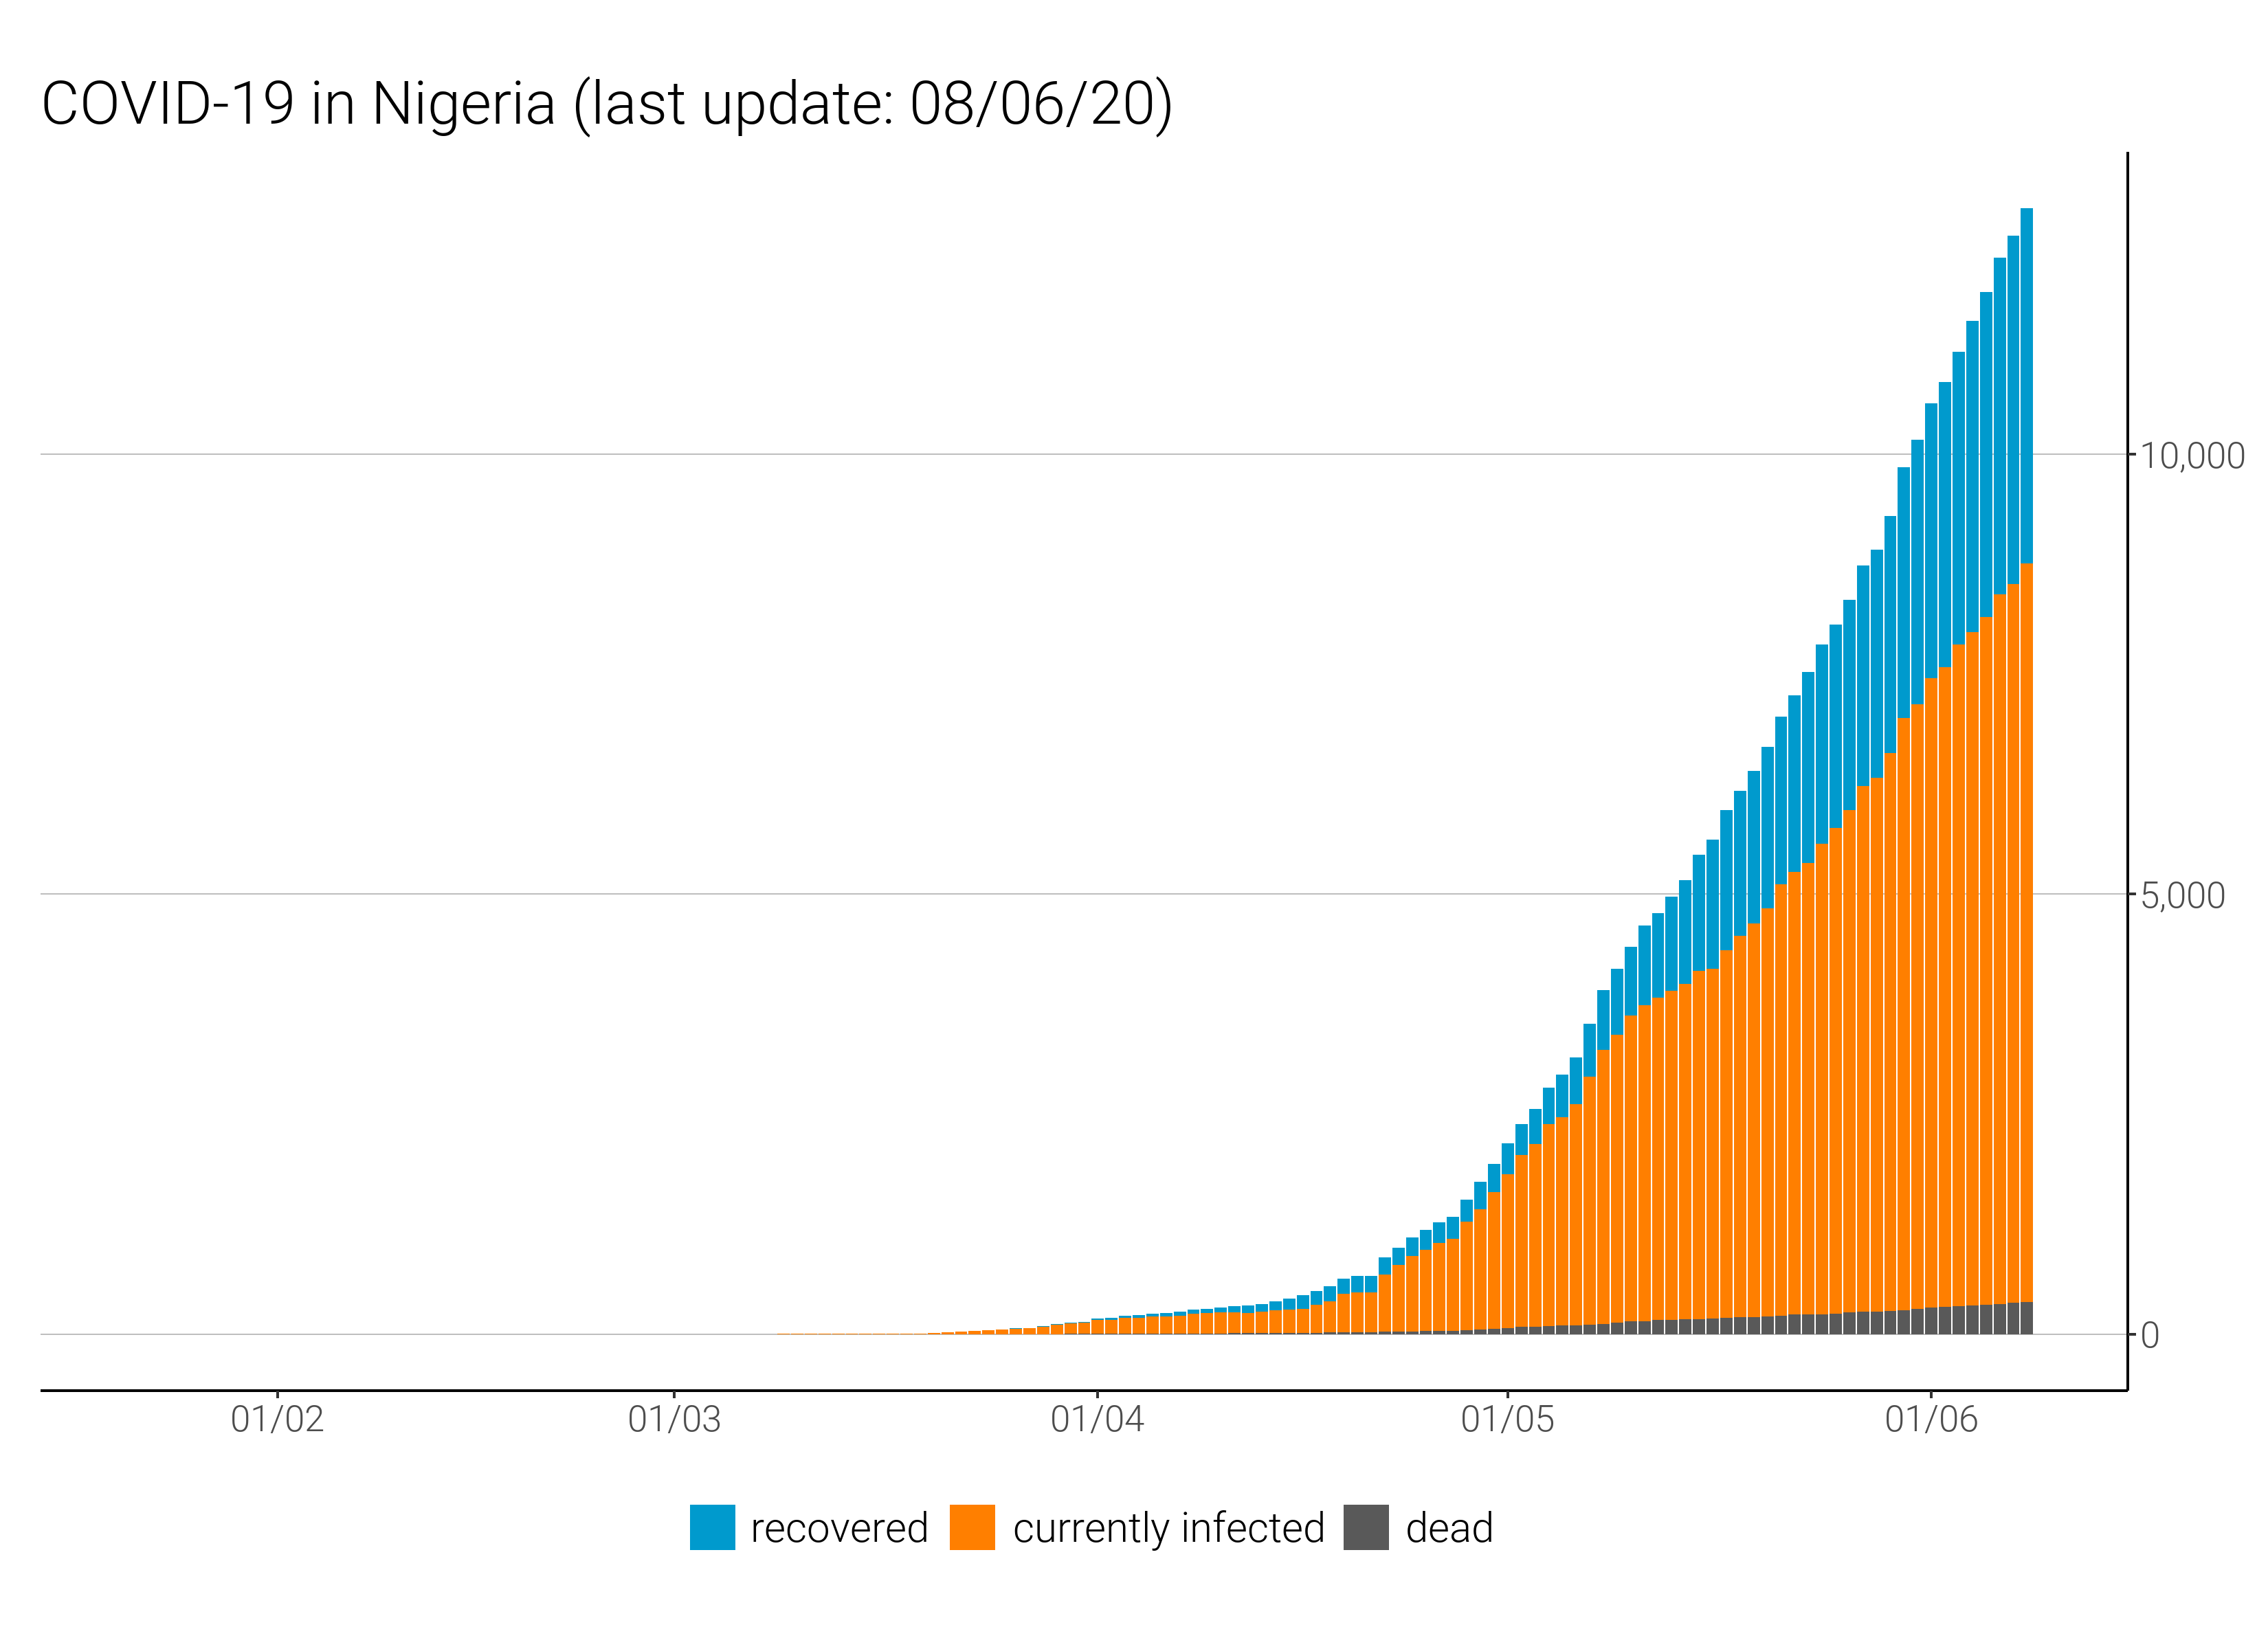 COVID-19 in Nigeria (last update: 08/06/20)
10,000
5,000
0
01/02 01/03 01/04 01/05 01/06
recovered currently infected dead